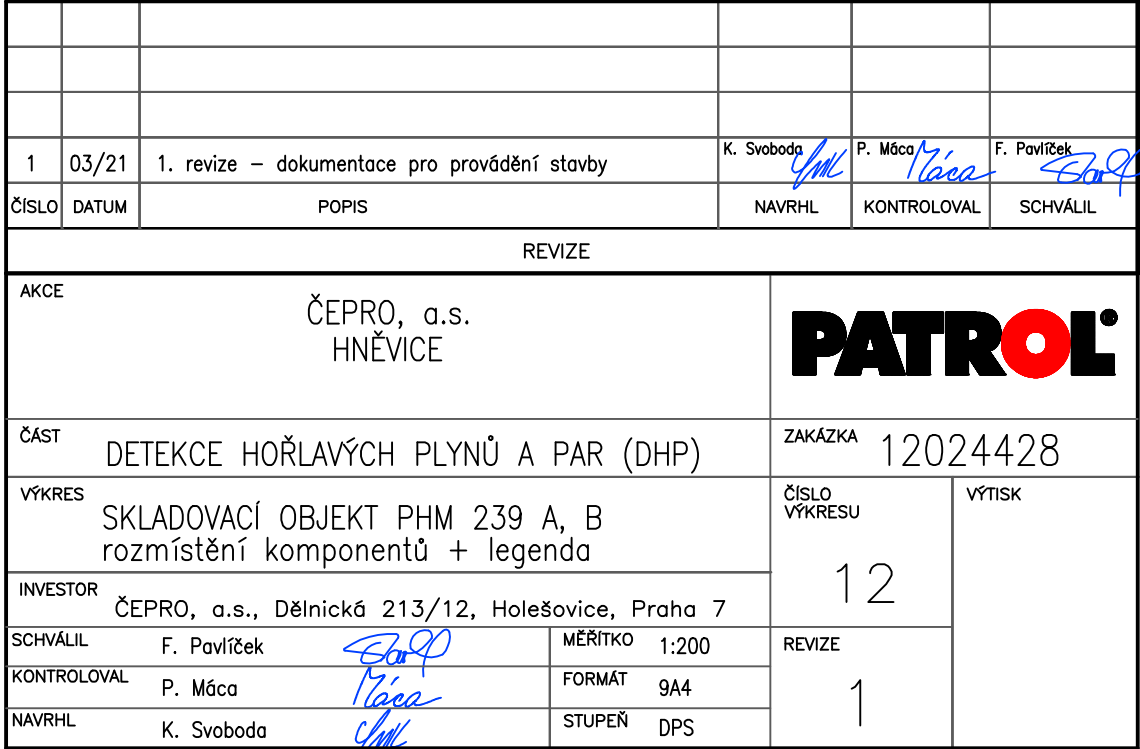 1 03/21 1. revize – dokumentace pro provádění stavby K. Svoboda P. Máca Máca F. Pavlíček
ČÍSLO DATUM POPIS NAVRHL KONTROLOVAL SCHVÁLIL
REVIZE
AKCE
ČEPRO, a.s.
HNĚVICE
PATROL®
ČÁST
DETEKCE HOŘLAVÝCH PLYNŮ A PAR (DHP)
ZAKÁZKA 12024428
VÝKRES
SKLADOVACÍ OBJEKT PHM 239 A, B
rozmístění komponentů + legenda
ČÍSLO
VÝKRESU
12
VÝTISK
INVESTOR
ČEPRO, a.s., Dělnická 213/12, Holešovice, Praha 7
SCHVÁLIL F. Pavlíček MĚŘÍTKO 1:200
KONTROLOVAL P. Máca Máca FORMÁT 9A4
NAVRHL K. Svoboda STUPEŇ DPS
REVIZE
1